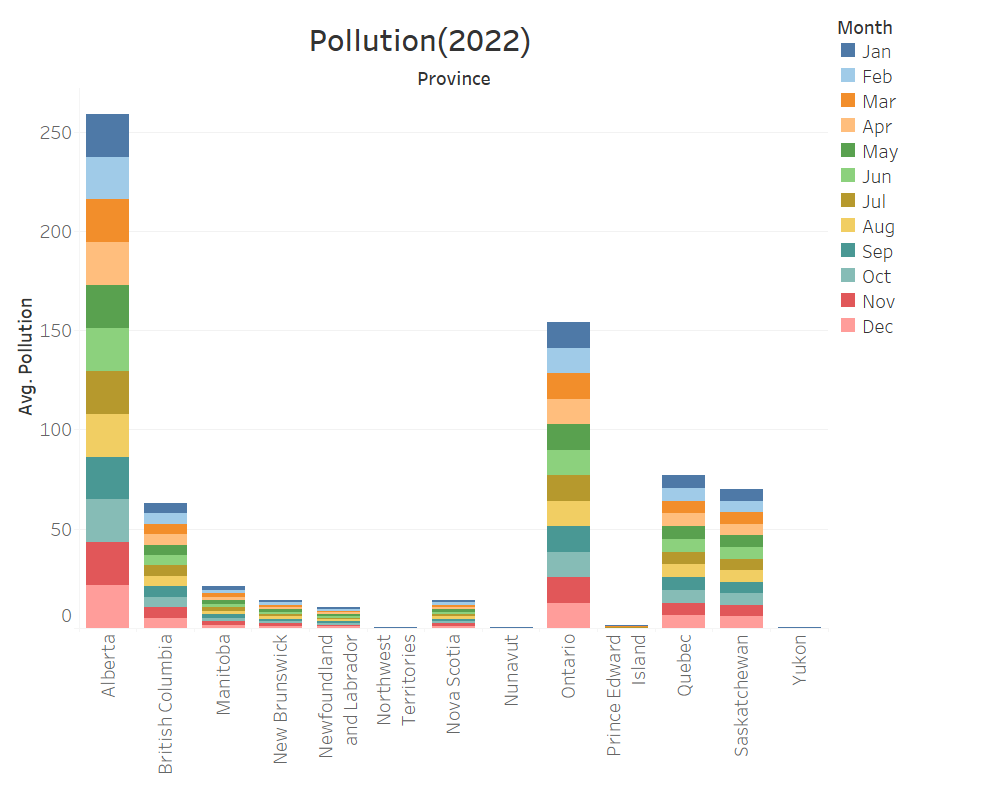 Pollution(2022)
Province
Month
Jan
Feb
Mar
Apr
May
Jun
Jul
Aug
Sep
Oct
Nov
Dec
Avg. Pollution
250
200
150
100
50
0
Alberta
British Columbia
Manitoba
New Brunswick
Newfoundland
and Labrador
Northwest
Territories
Nova Scotia
Nunavut
Ontario
Prince Edward
Island
Quebec
Saskatchewan
Yukon